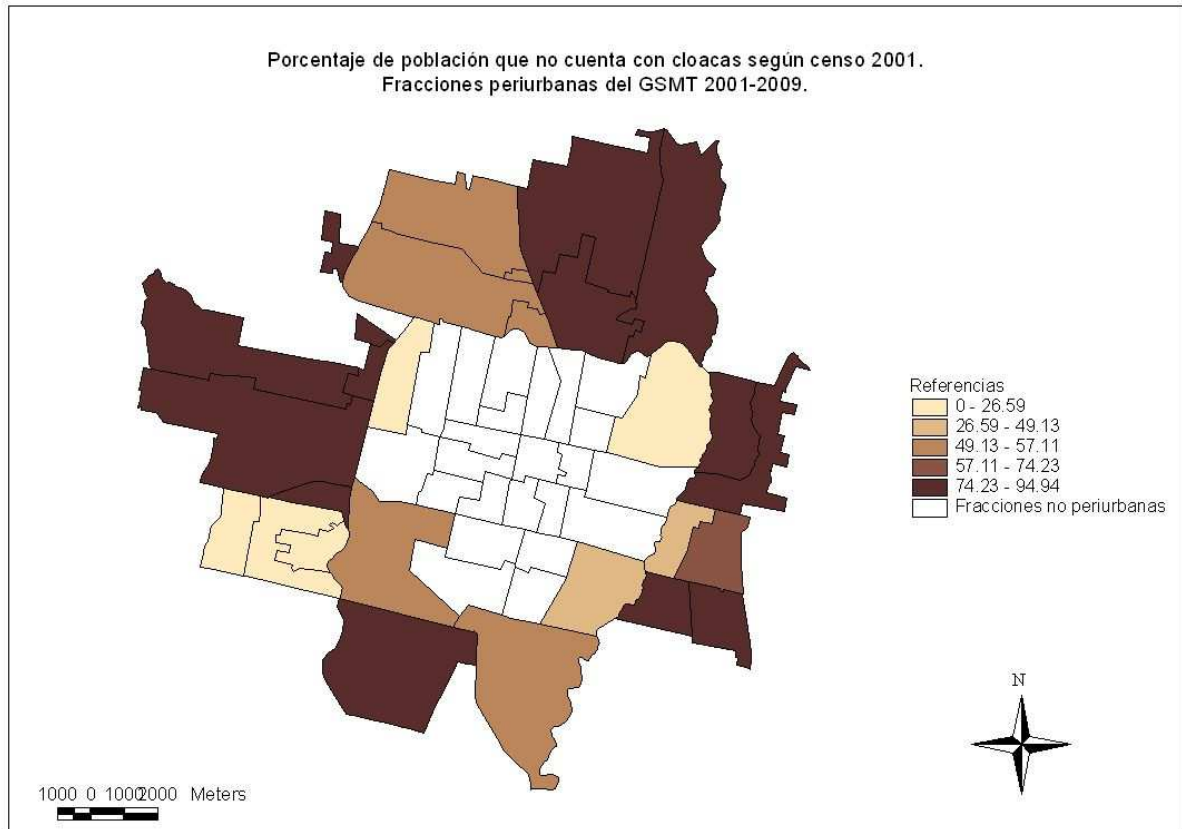 Porcentaje de población que no cuenta con cloacas según censo 2001.
Fracciones periurbanas del GSMT 2001-2009.
Referencias
0 - 26.59
26.59 - 49.13
49.13 - 57.11
57.11 - 74.23
74.23 - 94.94
Fracciones no periurbanas
N
1000 0 1000 2000 Meters